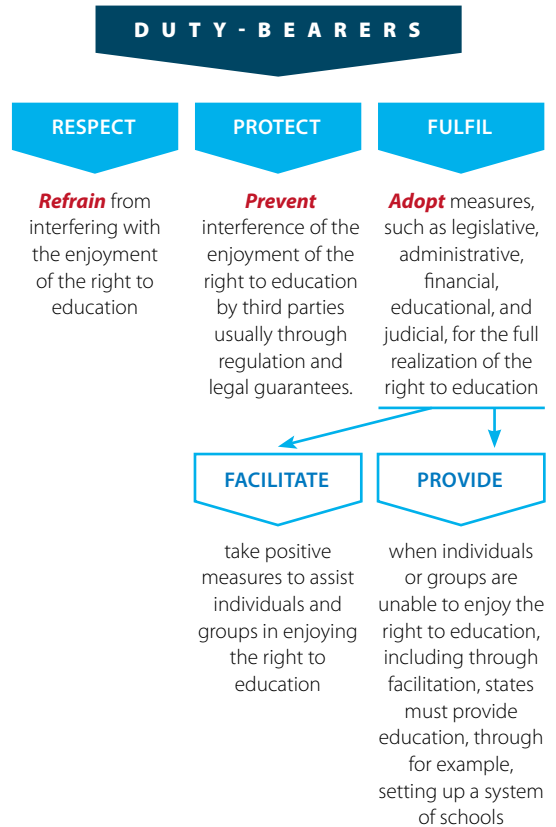 DUTY-BEARERS
RESPECT
Refrain from
interfering with
the enjoyment
of the right to
education
PROTECT
Prevent
interference of the
enjoyment of the
right to education
by third parties
usually through
regulation and
legal guarantees.
FULFIL
Adopt measures,
such as legislative,
administrative,
financial,
educational, and
judicial, for the full
realization of the
right to education
FACILITATE
take positive
measures to assist
individuals and
groups in enjoying
the right to
education
PROVIDE
when individuals
or groups are
unable to enjoy the
right to education,
including through
facilitation, states
must provide
education, through
for example,
setting up a system
of schools